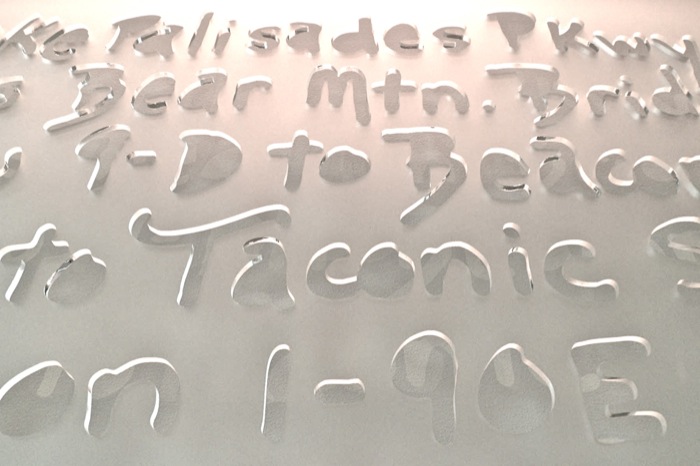 Palisades Pkwy
Bear Mtn. Brid
9-D to Beacon
to Taconic S
on I-90E